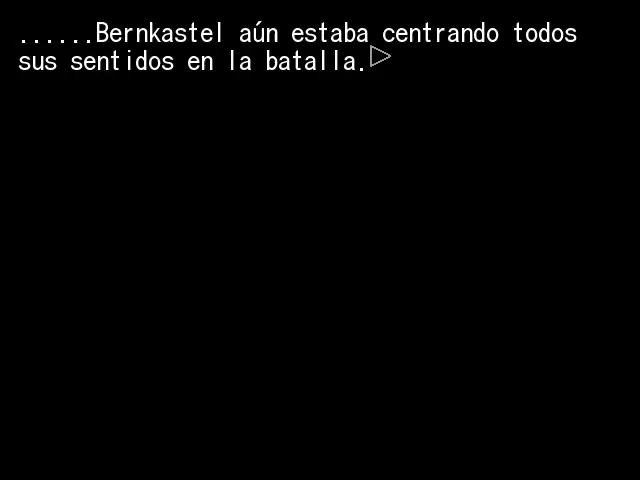 ......Bernkastel aún estaba centrando todos
sus sentidos en la batalla.